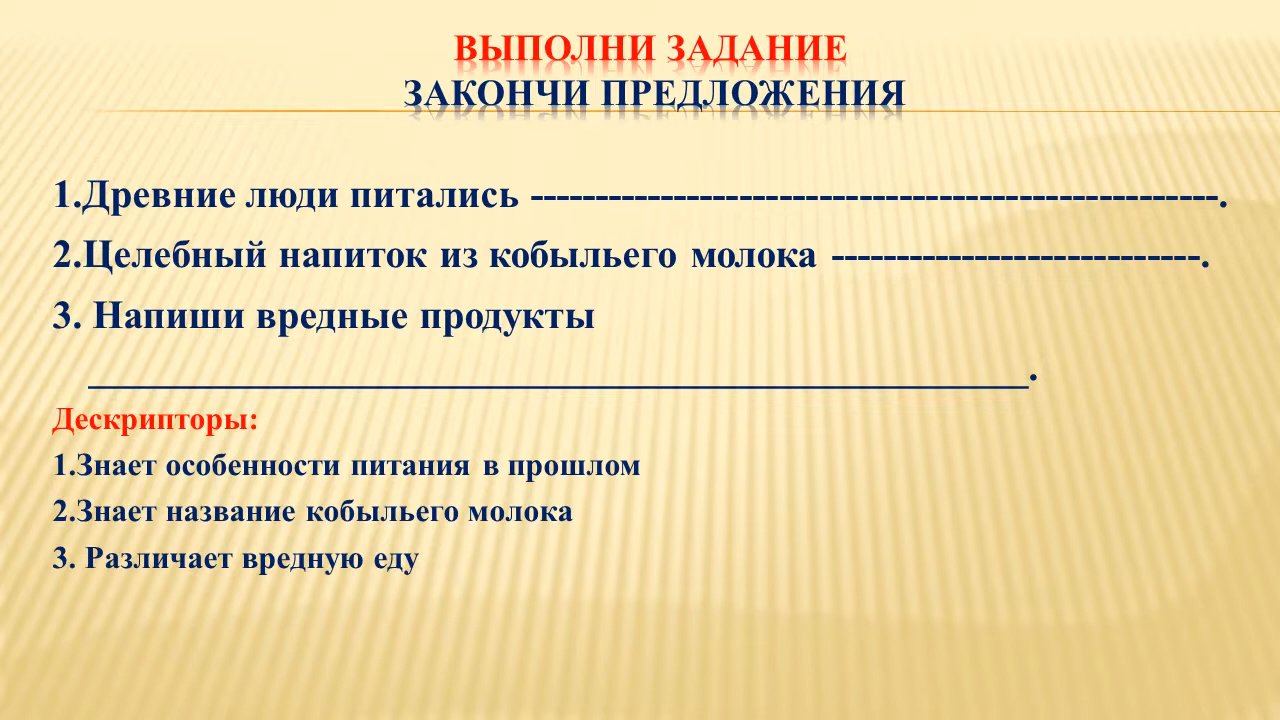 ВЫПОЛНИ ЗАДАНИЕ
ЗАКОНЧИ ПРЕДЛОЖЕНИЯ
1.Древние люди питались -----------------------------------------------------.
2.Целебный напиток из кобыльего молока ----------------------------.
3. Напиши вредные продукты
_______________________________________________.
Дескрипторы:
1.Знает особенности питания в прошлом
2.Знает название кобыльего молока
3. Различает вредную еду